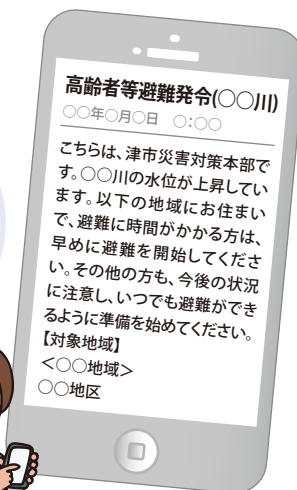 高齢者等避難発令(○○川)
○○年○月○日　○:○○
こちらは、津市災害対策本部で
す。○○川の水位が上昇してい
ます。以下の地域にお住まい
で、避難に時間がかかる方は、
早めに避難を開始してくださ
い。その他の方も、今後の状況
に注意し、いつでも避難ができ
るように準備を始めてください。
【対象地域】
＜○○地域＞
○○地区